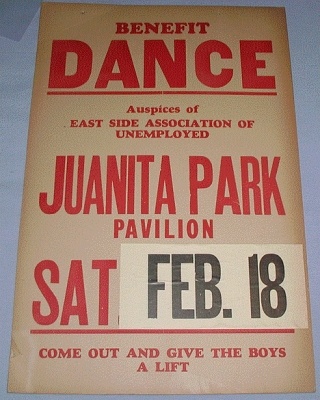 BENEFIT
DANCE
Auspices of
EAST SIDE ASSOCIATION OF
UNEMPLOYED
JUANITA PARK
PAVILION
SAT. FEB. 18
COME OUT AND GIVE THE BOYS
A LIFT